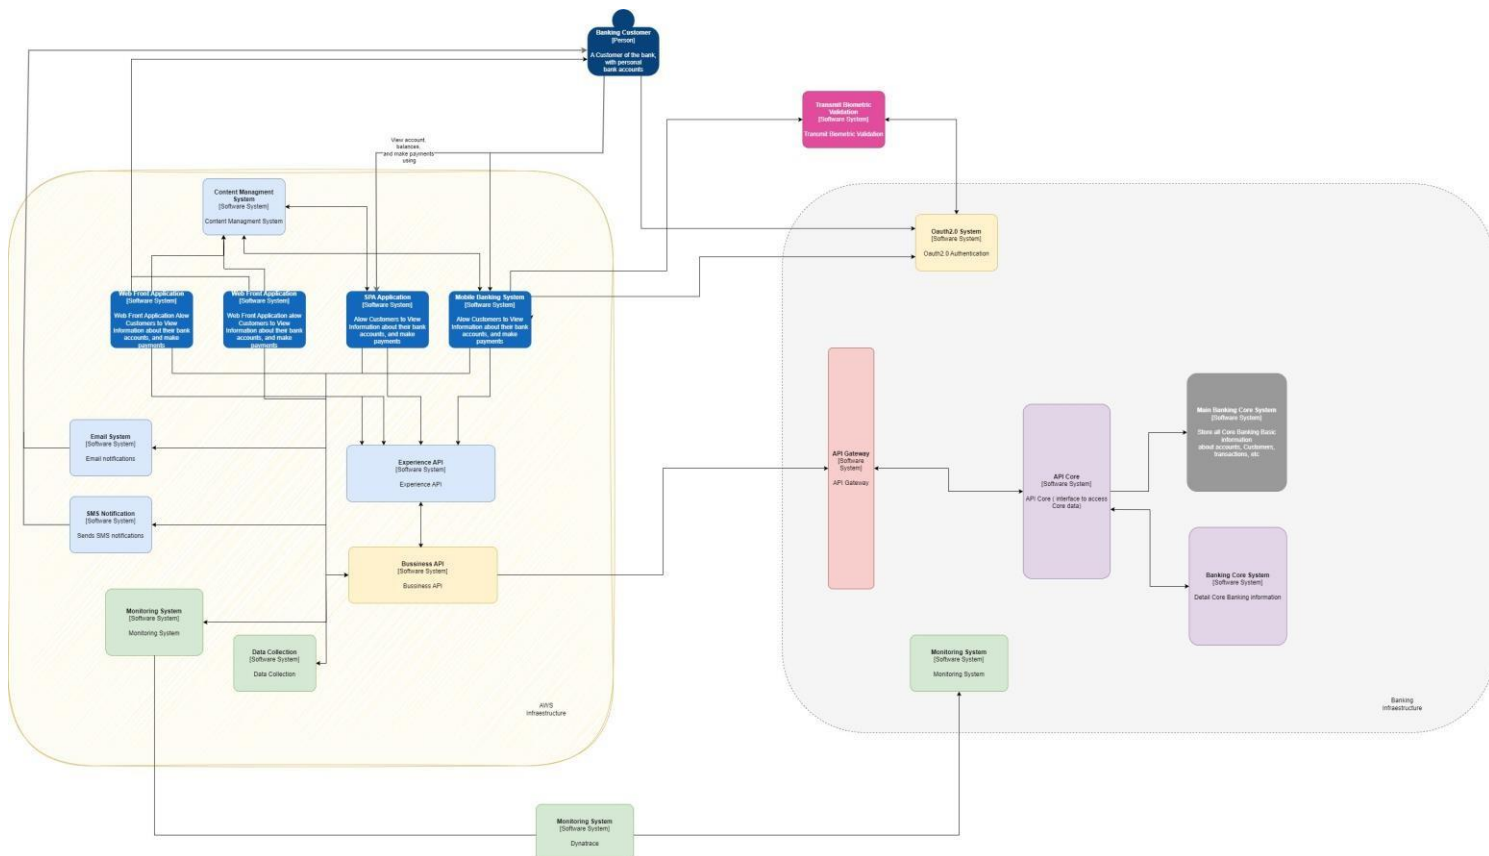 Banking Customer
[Person]
A Customer of the bank,
with personal
bank accounts
Transmit Biometric
Validation
[Software System]
Transmit Biometric Validation
View account
balances,
and make payments
using
Content Managment
System
[Software System]
Content Managment System
Oauth2.0 System
[Software System]
Oauth2.0 Authentication
Web Front Application
[Software System]
Web Front Application Alow
Customers to View
Information about their bank
accounts, and make
payments
Web Front Application
[Software System]
Web Front Application alow
Customers to View
Information about their bank
accounts, and make
payments
SPA Application
[Software System]
Alow Customers to View
Information about their bank
accounts, and make
payments
Mobile Banking System
[Software System]
Alow Customers to View
Information about their bank
accounts, and make
payments
Email System
[Software System]
Email notifications
Experience API
[Software System]
Experience API
SMS Notification
[Software System]
Sends SMS notifications
Bussiness API
[Software System]
Bussiness API
Monitoring System
[Software System]
Monitoring System
Data Collection
[Software System]
Data Collection
AWS
Infraestructure
API Gateway
[Software
System]
API Gateway
API Core
[Software System]
API Core ( interface to access
Core data)
Main Banking Core System
[Software System]
Store all Core Banking Basic
information
about accounts, Customers,
transactions, etc
Banking Core System
[Software System]
Detail Core Banking information
Monitoring System
[Software System]
Monitoring System
Banking
Infraestructure
Monitoring System
[Software System]
Dynatrace